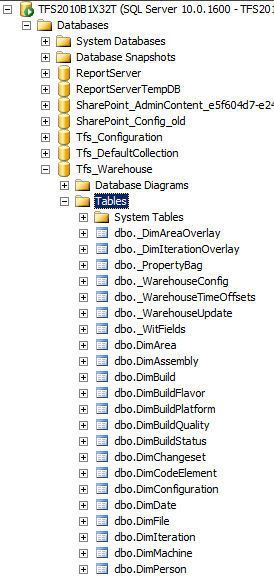 TFS2010B1X32T (SQL Server 10.0.1600 - TFS201
Databases
System Databases
Database Snapshots
ReportServer
ReportServerTempDB
SharePoint_AdminContent_e5f604d7-e24
SharePoint_Config_old
Tfs_Configuration
Tfs_DefaultCollection
Tfs_Warehouse
Database Diagrams
Tables
System Tables
dbo._DimAreaOverlay
dbo._DimIterationOverlay
dbo._PropertyBag
dbo._WarehouseConfig
dbo._WarehouseTimeOffsets
dbo._WarehouseUpdate
dbo._WitFields
dbo.DimArea
dbo.DimAssembly
dbo.DimBuild
dbo.DimBuildFlavor
dbo.DimBuildPlatform
dbo.DimBuildQuality
dbo.DimBuildStatus
dbo.DimChangeset
dbo.DimCodeElement
dbo.DimConfiguration
dbo.DimDate
dbo.DimFile
dbo.DimIteration
dbo.DimMachine
dbo.DimPerson